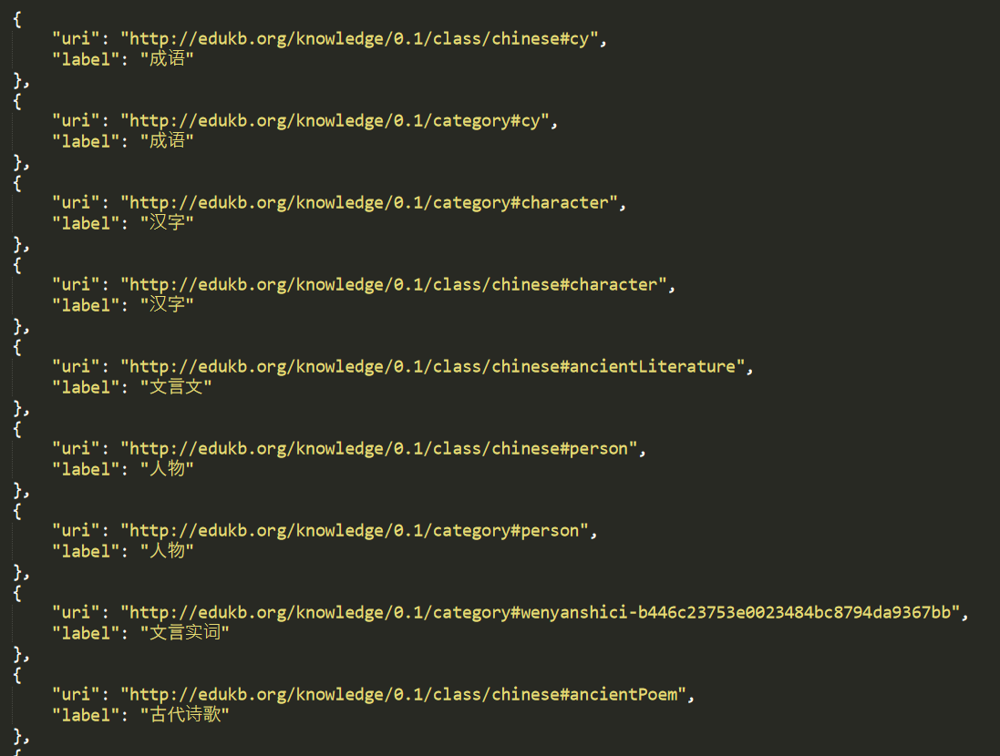 {
"uri": "http://edukb.org/knowledge/0.1/class/chinese#cy",
"label": "成语"
},
{
"uri": "http://edukb.org/knowledge/0.1/category#cy",
"label": "成语"
},
{
"uri": "http://edukb.org/knowledge/0.1/category#character",
"label": "汉字"
},
{
"uri": "http://edukb.org/knowledge/0.1/class/chinese#character",
"label": "汉字"
},
{
"uri": "http://edukb.org/knowledge/0.1/class/chinese#ancientLiterature",
"label": "文言文"
},
{
"uri": "http://edukb.org/knowledge/0.1/class/chinese#person",
"label": "人物"
},
{
"uri": "http://edukb.org/knowledge/0.1/category#person",
"label": "人物"
},
{
"uri": "http://edukb.org/knowledge/0.1/category#wenyanshici-b446c23753e0023484bc8794da9367bb",
"label": "文言实词"
},
{
"uri": "http://edukb.org/knowledge/0.1/class/chinese#ancientPoem",
"label": "古代诗歌"
},
{